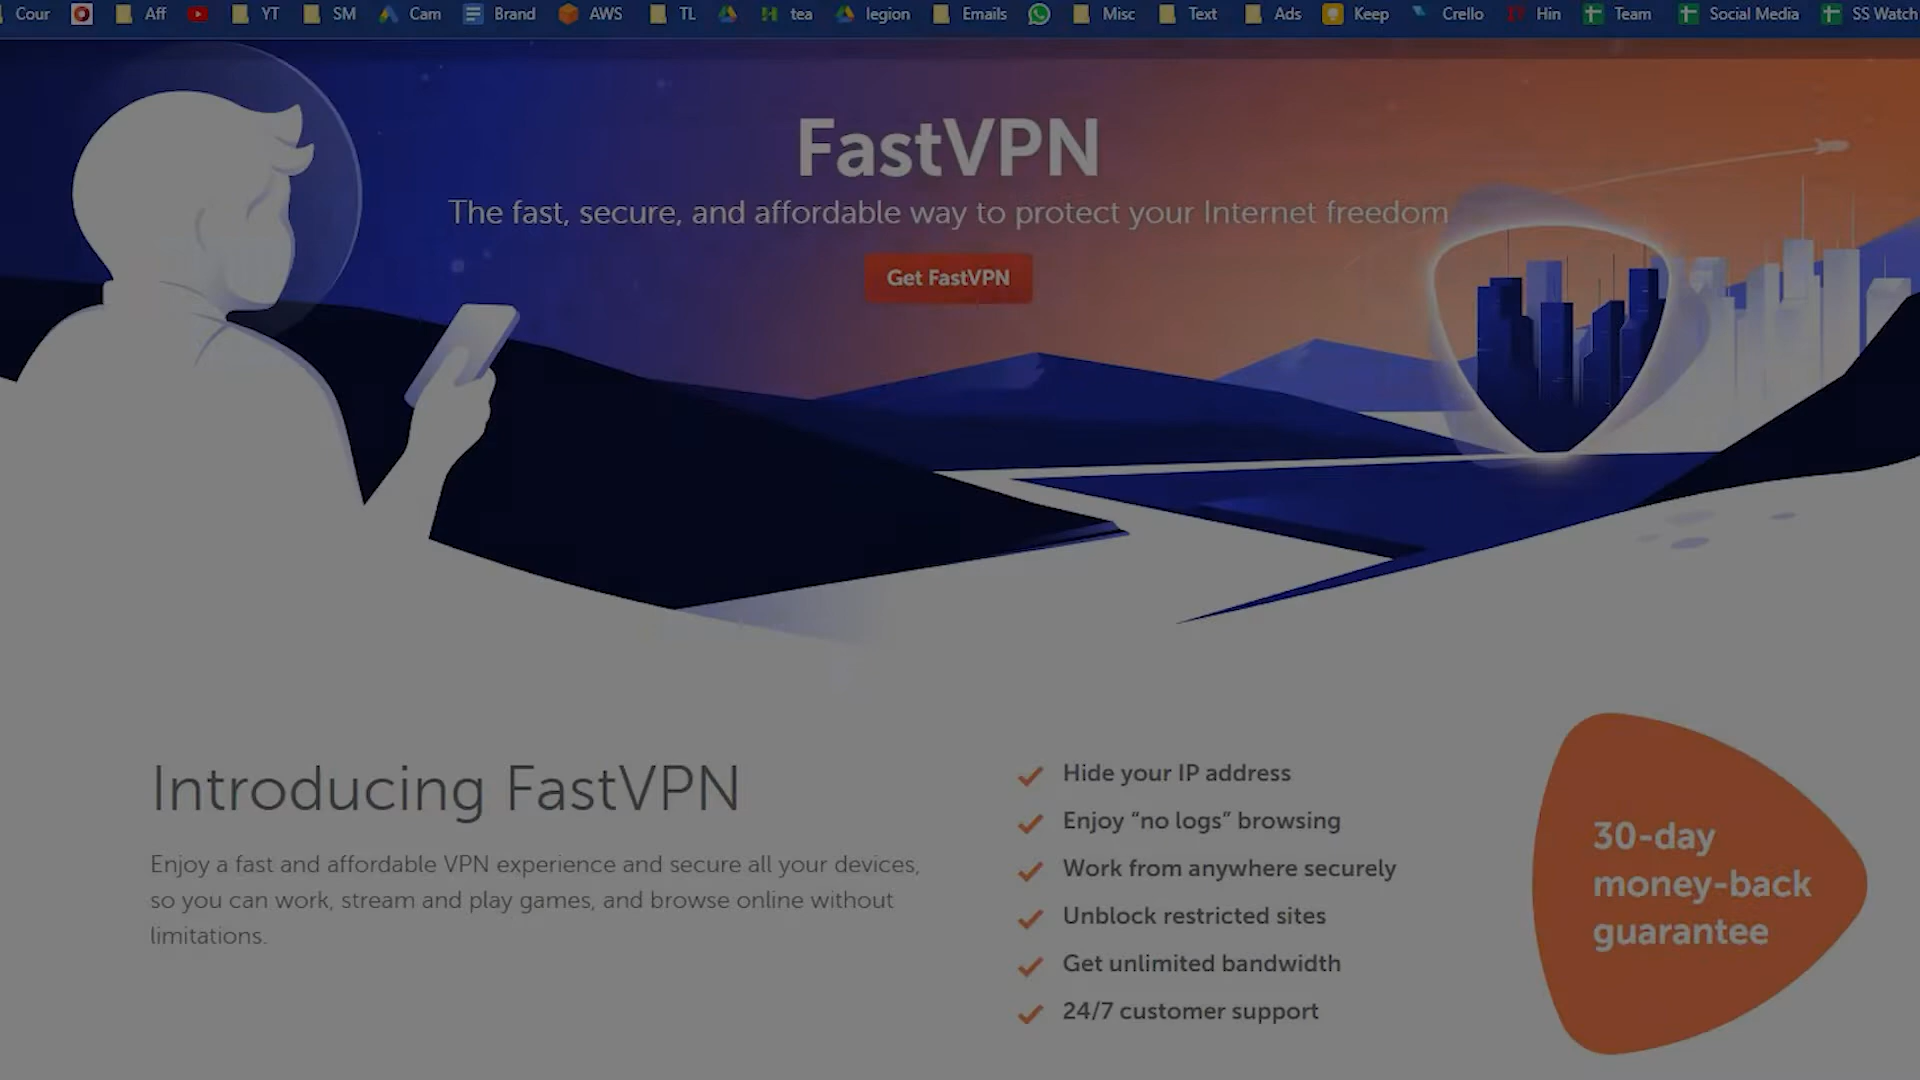 Cour Aff YT SM Cam Brand AWS TL tea legion Emails Misc Text Ads Keep Crello Hin Team Social Media SS Watch
FastVPN
The fast, secure, and affordable way to protect your Internet freedom
Get FastVPN
Introducing FastVPN
Enjoy a fast and affordable VPN experience and secure all your devices,
so you can work, stream and play games, and browse online without
limitations.
Hide your IP address
Enjoy “no logs” browsing
Work from anywhere securely
Unblock restricted sites
Get unlimited bandwidth
24/7 customer support
30-day
money-back
guarantee